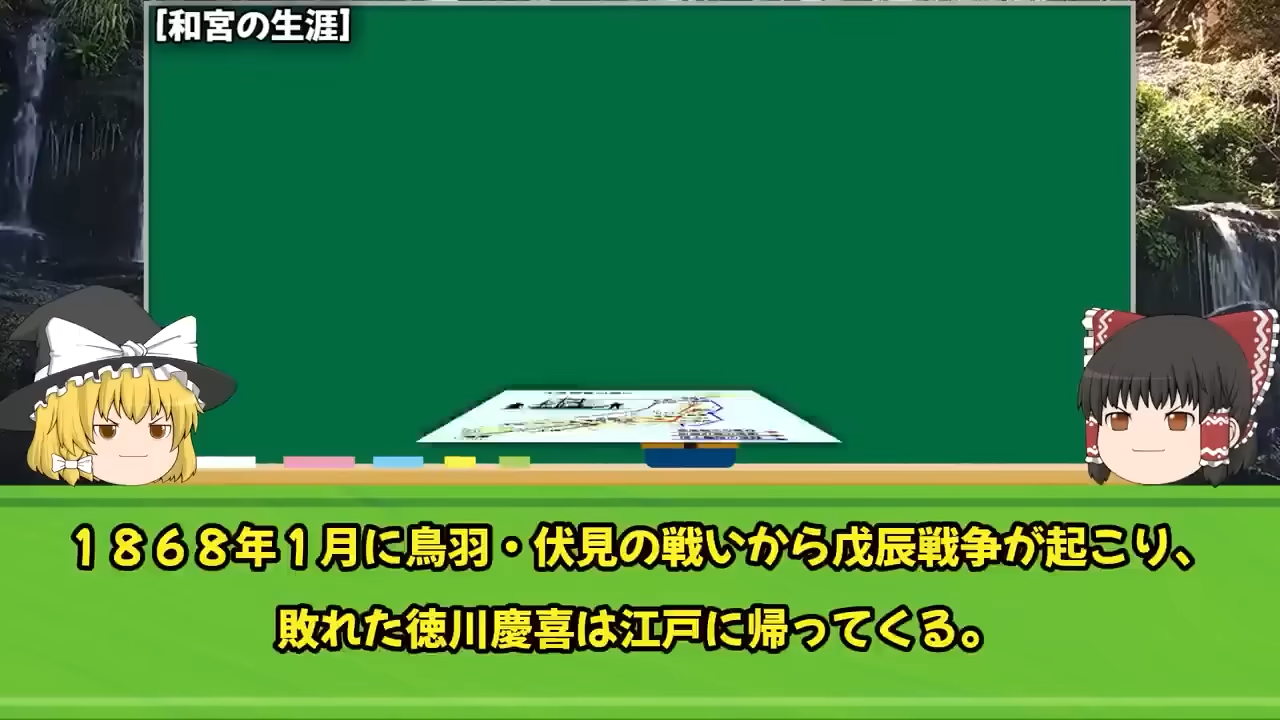 [和宮の生涯]
１８６８年１月に鳥羽・伏見の戦いから戊辰戦争が起こり、
敗れた徳川慶喜は江戸に帰ってくる。